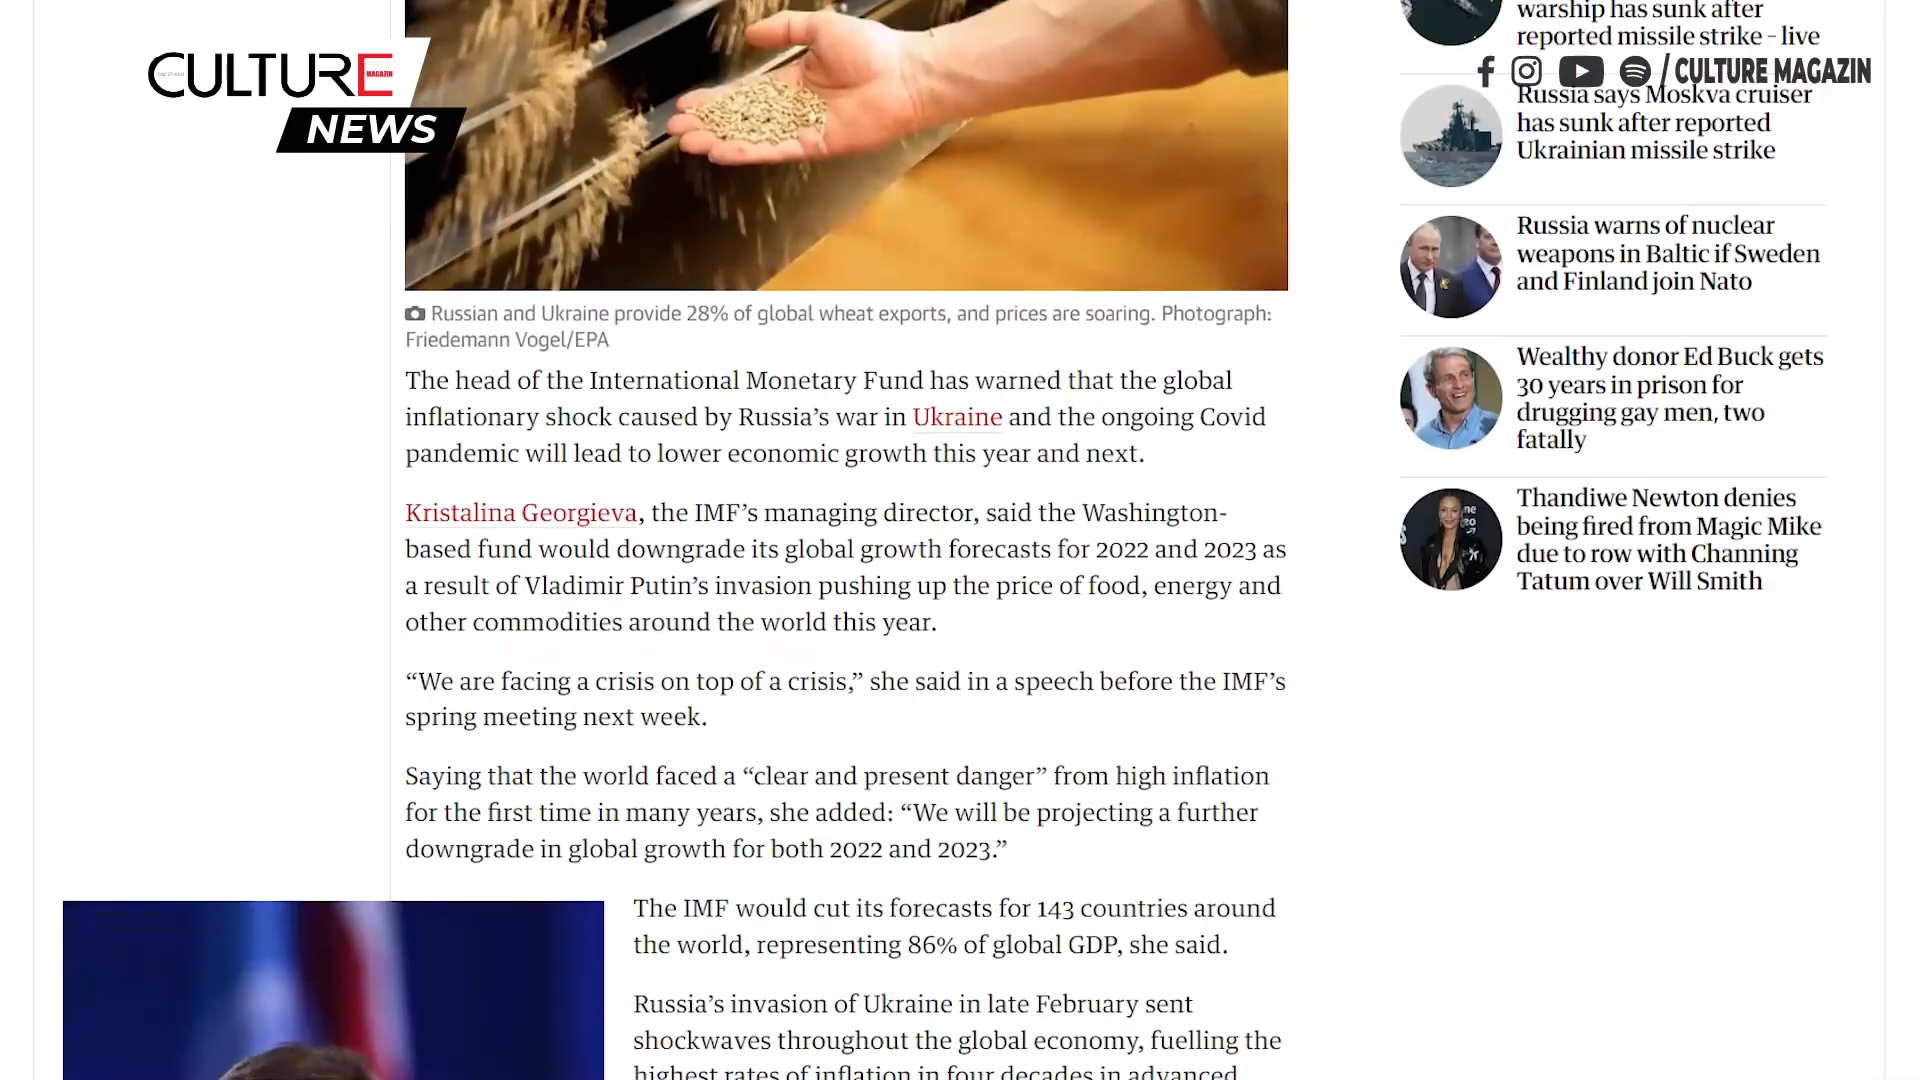 CULTURE
MAGAZIN
NEWS
/ CULTURE MAGAZIN
Russian and Ukraine provide 28% of global wheat exports, and prices are soaring. Photograph:
Friedemann Vogel/EPA
The head of the International Monetary Fund has warned that the global
inflationary shock caused by Russia’s war in Ukraine and the ongoing Covid
pandemic will lead to lower economic growth this year and next.
Kristalina Georgieva, the IMF’s managing director, said the Washington-
based fund would downgrade its global growth forecasts for 2022 and 2023 as
a result of Vladimir Putin’s invasion pushing up the price of food, energy and
other commodities around the world this year.
“We are facing a crisis on top of a crisis,” she said in a speech before the IMF’s
spring meeting next week.
Saying that the world faced a “clear and present danger” from high inflation
for the first time in many years, she added: “We will be projecting a further
downgrade in global growth for both 2022 and 2023.”
The IMF would cut its forecasts for 143 countries around
the world, representing 86% of global GDP, she said.
Russia’s invasion of Ukraine in late February sent
shockwaves throughout the global economy, fuelling the
highest rates of inflation in four decades in advanced
warship has sunk after
reported missile strike – live
Russia says Moskva cruiser
has sunk after reported
Ukrainian missile strike
Russia warns of nuclear
weapons in Baltic if Sweden
and Finland join Nato
Wealthy donor Ed Buck gets
30 years in prison for
drugging gay men, two
fatally
Thandiwe Newton denies
being fired from Magic Mike
due to row with Channing
Tatum over Will Smith